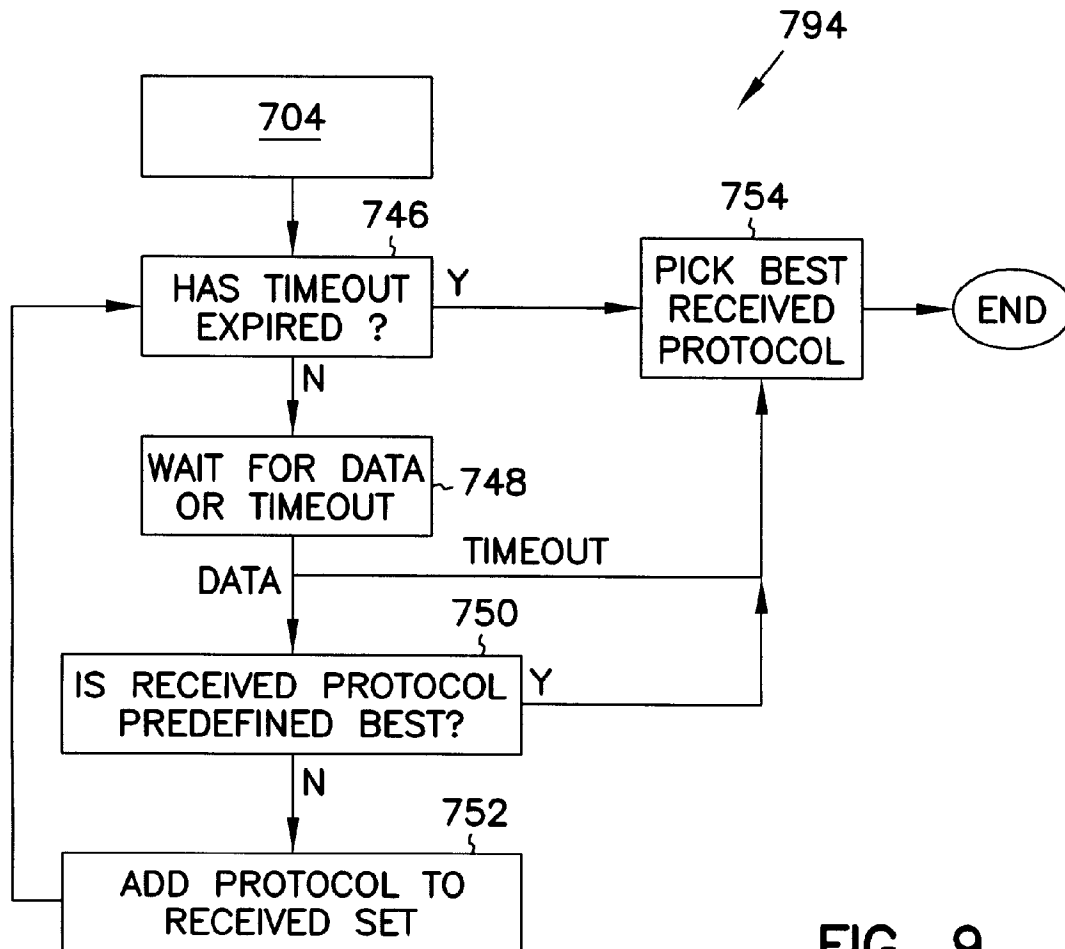 794
704
746
HAS TIMEOUT
EXPIRED ?
Y
N
754
PICK BEST
RECEIVED
PROTOCOL
END
WAIT FOR DATA
OR TIMEOUT
748
TIMEOUT
DATA
750
IS RECEIVED PROTOCOL
PREDEFINED BEST?
Y
N
752
ADD PROTOCOL TO
RECEIVED SET
FIG. 9